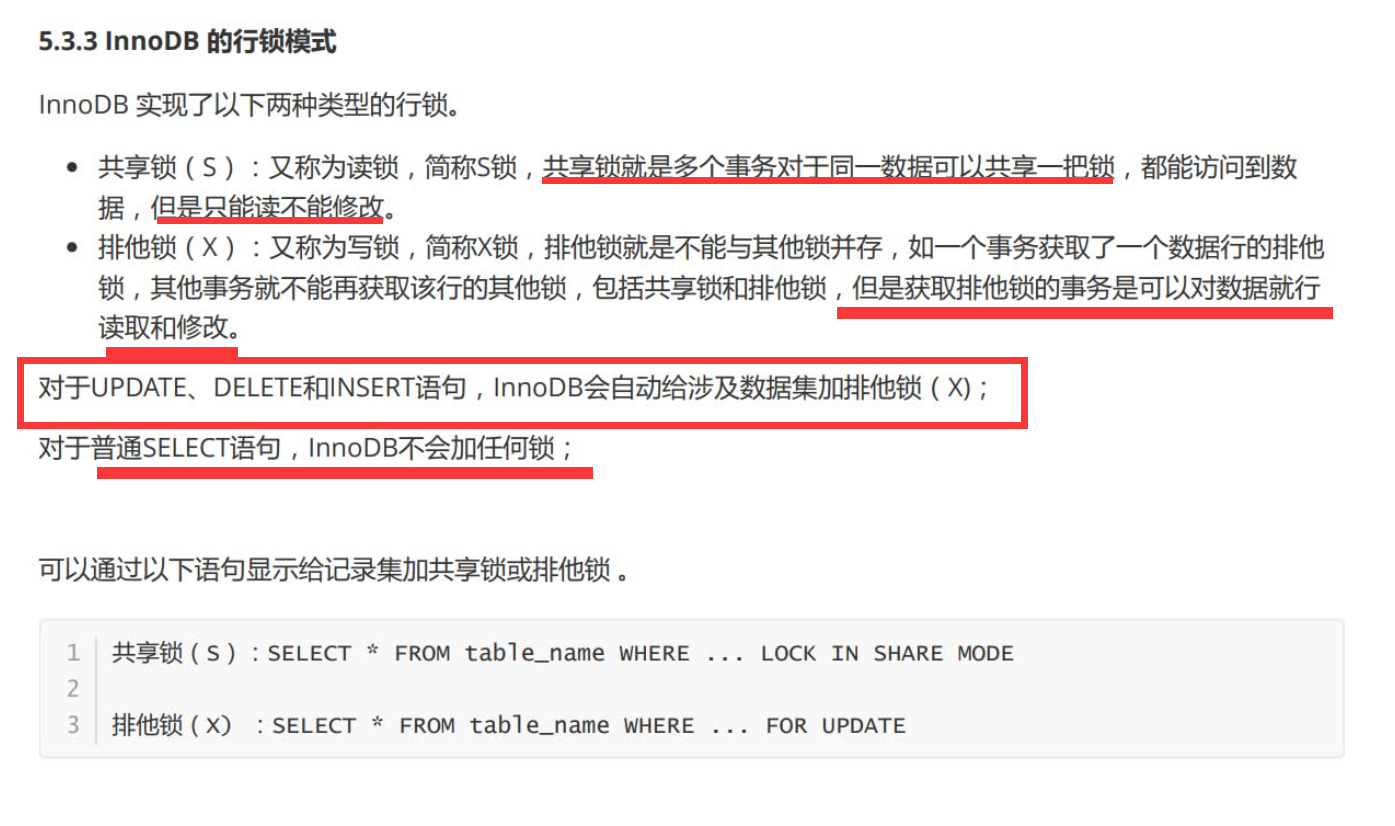 5.3.3 InnoDB 的行锁模式
InnoDB 实现了以下两种类型的行锁。
• 共享锁（S）：又称为读锁，简称S锁，共享锁就是多个事务对于同一数据可以共享一把锁，都能访问到数
据，但是只能读不能修改。
• 排他锁（X）：又称为写锁，简称X锁，排他锁就是不能与其他锁并存，如一个事务获取了一个数据行的排他
锁，其他事务就不能再获取该行的其他锁，包括共享锁和排他锁，但是获取排他锁的事务是可以对数据就行
读取和修改。
对于UPDATE、DELETE和INSERT语句，InnoDB会自动给涉及数据集加排他锁（X)；
对于普通SELECT语句，InnoDB不会加任何锁；
可以通过以下语句显示给记录集加共享锁或排他锁 。
1 共享锁（S）：SELECT * FROM table_name WHERE ... LOCK IN SHARE MODE
2
3 排他锁（X) ：SELECT * FROM table_name WHERE ... FOR UPDATE